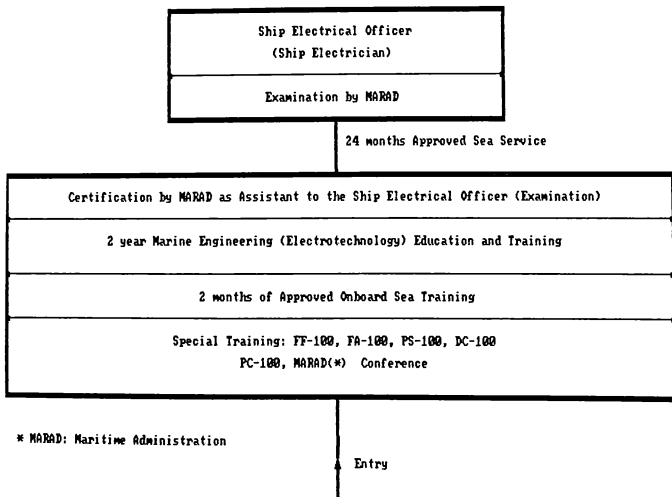 Ship Electrical Officer
(Ship Electrician)
Examination by MARAD
24 months Approved Sea Service
Certification by MARAD as Assistant to the Ship Electrical Officer (Examination)
2 year Marine Engineering (Electrotechnology) Education and Training
2 months of Approved Onboard Sea Training
Special Training: FF-100, FA-100, PS-100, DC-100
PC-100, MARAD(*) Conference
* MARAD: Maritime Administration
Entry